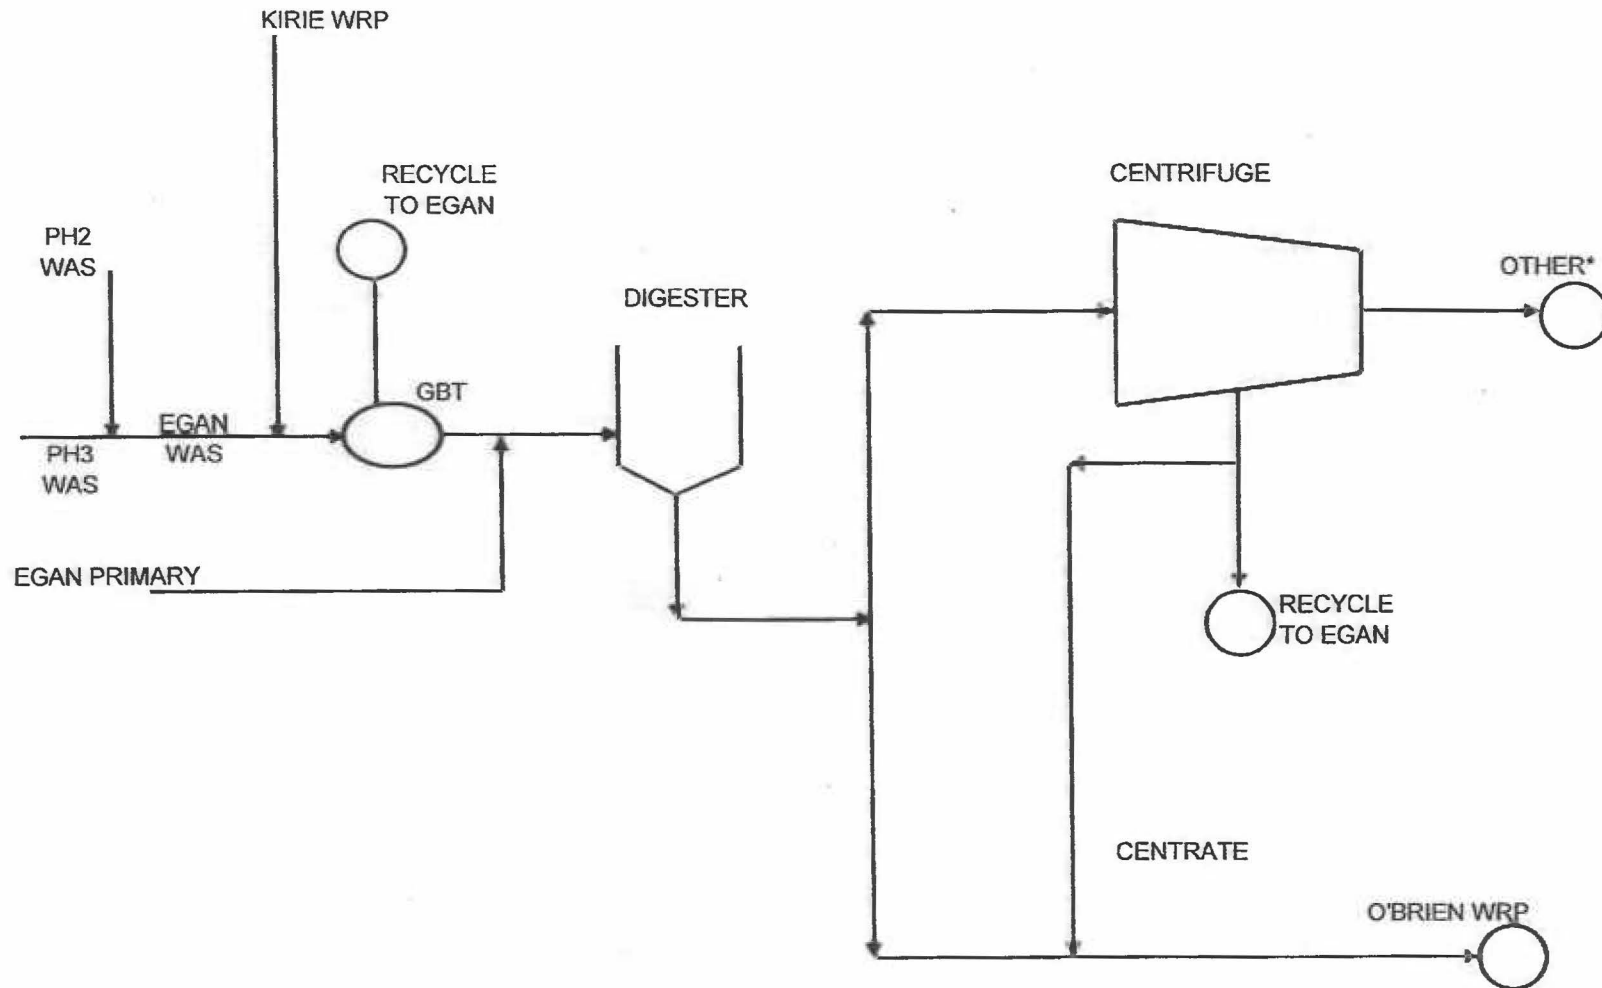 KIRIE WRP
RECYCLE
TO EGAN
CENTRIFUGE
PH2
WAS
OTHER*
DIGESTER
GBT
EGAN
WAS
PH3
WAS
EGAN PRIMARY
RECYCLE
TO EGAN
CENTRATE
O'BRIEN WRP